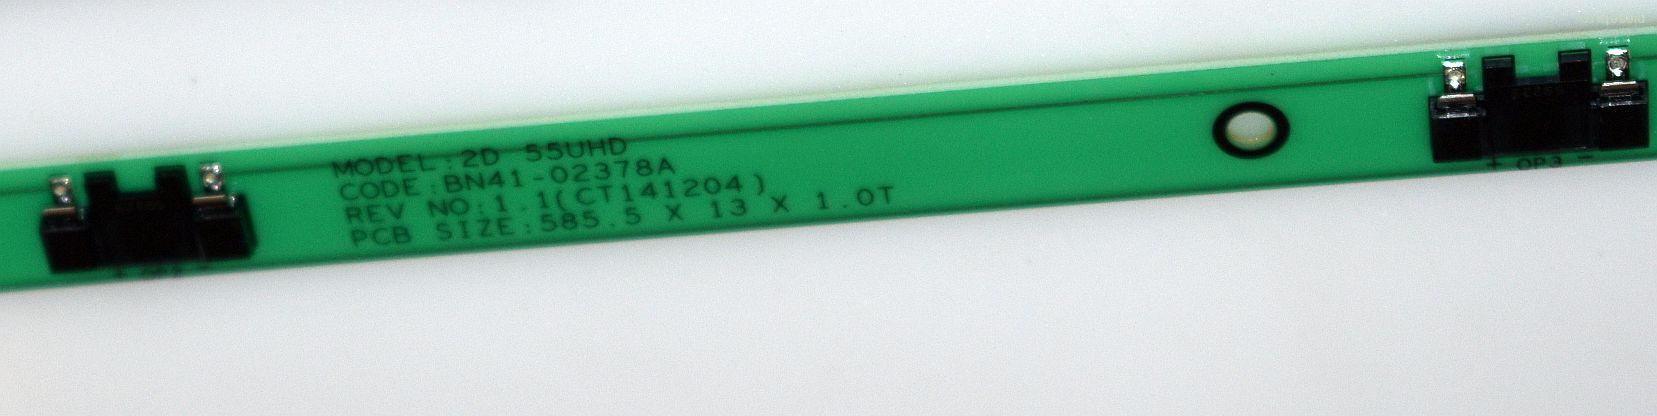 MODEL:2D 55UHD
CODE:BN41-02378A
REV NO:1.1(CT141204)
PCB SIZE:585.5 X 13 X 1.0T
+ OP3 -